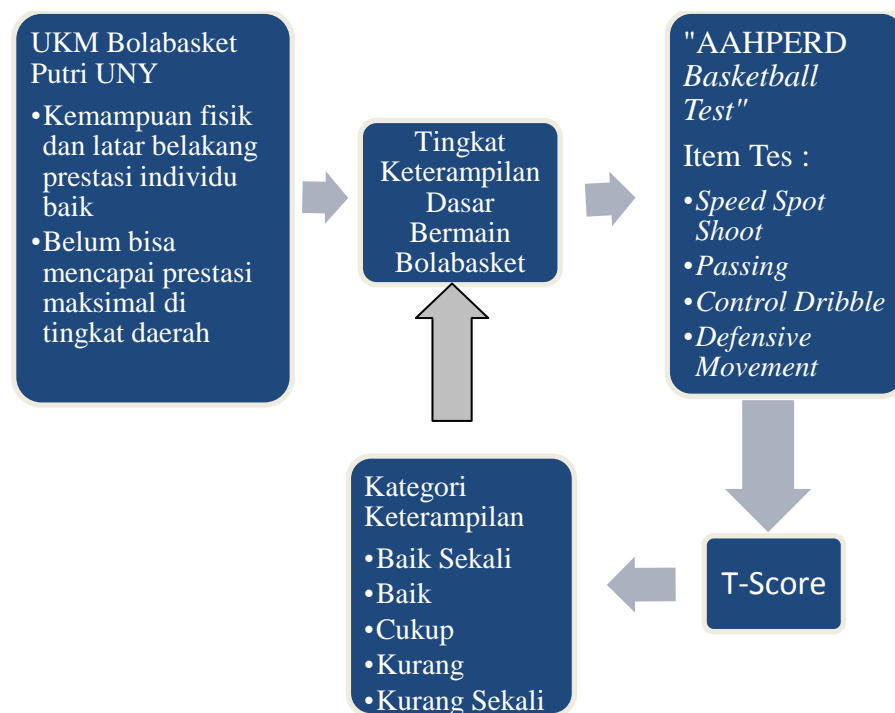 UKM Bolabasket
Putri UNY
•Kemampuan fisik
dan latar belakang
prestasi individu
baik
•Belum bisa
mencapai prestasi
maksimal di
tingkat daerah
Tingkat
Keterampilan
Dasar
Bermain
Bolabasket
"AAHPERD
Basketball
Test"
Item Tes :
•Speed Spot
Shoot
•Passing
•Control Dribble
•Defensive
Movement
T-Score
Kategori
Keterampilan
•Baik Sekali
•Baik
•Cukup
•Kurang
•Kurang Sekali